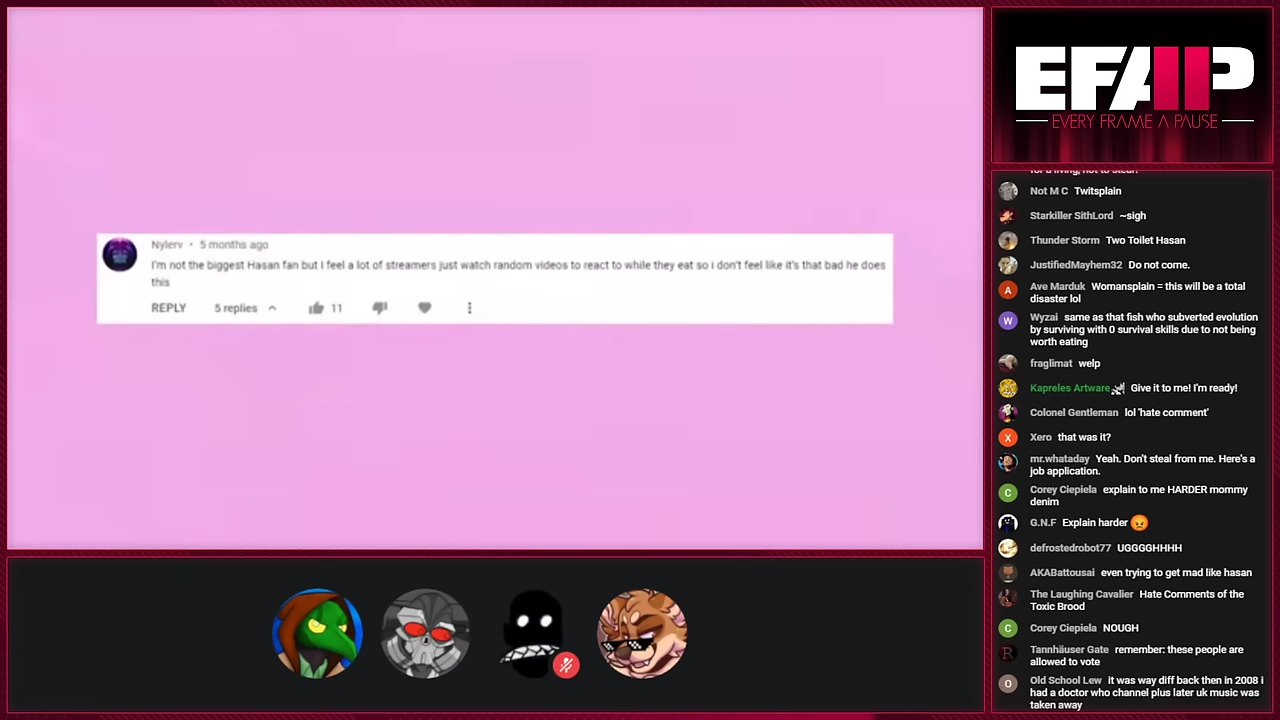 Nylerv • 5 months ago
I'm not the biggest Hasan fan but I feel a lot of streamers just watch random videos to react to while they eat so i don't feel like it's that bad he does
this
REPLY 5 replies 11
EFAP
EVERY FRAME A PAUSE
for a living, not to steal!
Not M C Twitsplain
Starkiller SithLord ~sigh
Thunder Storm Two Toilet Hasan
JustifiedMayhem32 Do not come.
Ave Marduk Womansplain = this will be a total
disaster lol
Wyzai same as that fish who subverted evolution
by surviving with 0 survival skills due to not being
worth eating
fraglimat welp
Kapreles Artware Give it to me! I'm ready!
Colonel Gentleman lol 'hate comment'
Xero that was it?
mr.whataday Yeah. Don't steal from me. Here's a
job application.
Corey Ciepiela explain to me HARDER mommy
denim
G.N.F Explain harder 😡
defrostedrobot77 UGGGGHHHH
AKABattousai even trying to get mad like hasan
The Laughing Cavalier Hate Comments of the
Toxic Brood
Corey Ciepiela NOUGH
Tannhäuser Gate remember: these people are
allowed to vote
Old School Lew it was way diff back then in 2008 i
had a doctor who channel plus later uk music was
taken away